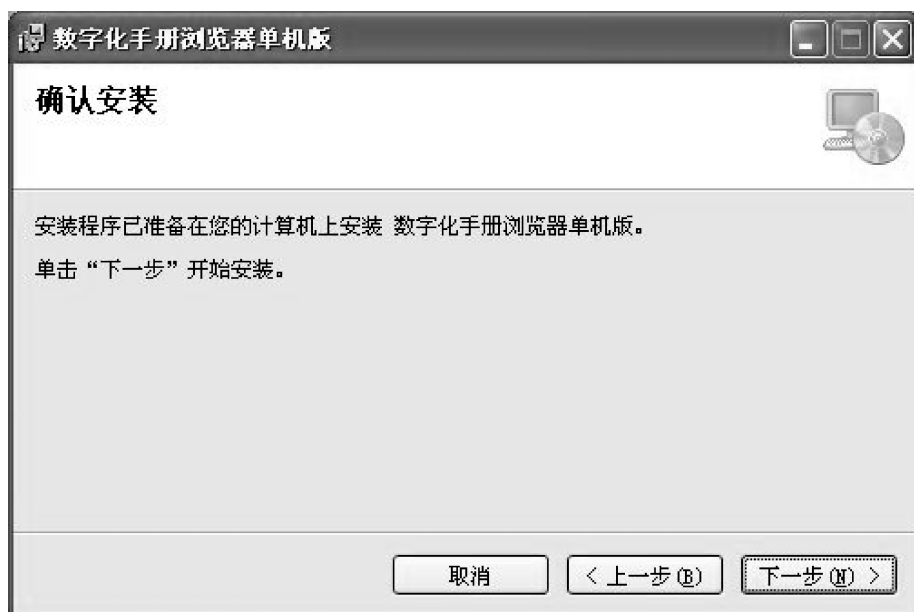 数字化手册浏览器单机版
确认安装
安装程序已准备在您的计算机上安装 数字化手册浏览器单机版。
单击“下一步”开始安装。
取消
< 上一步(B)
下一步(N) >